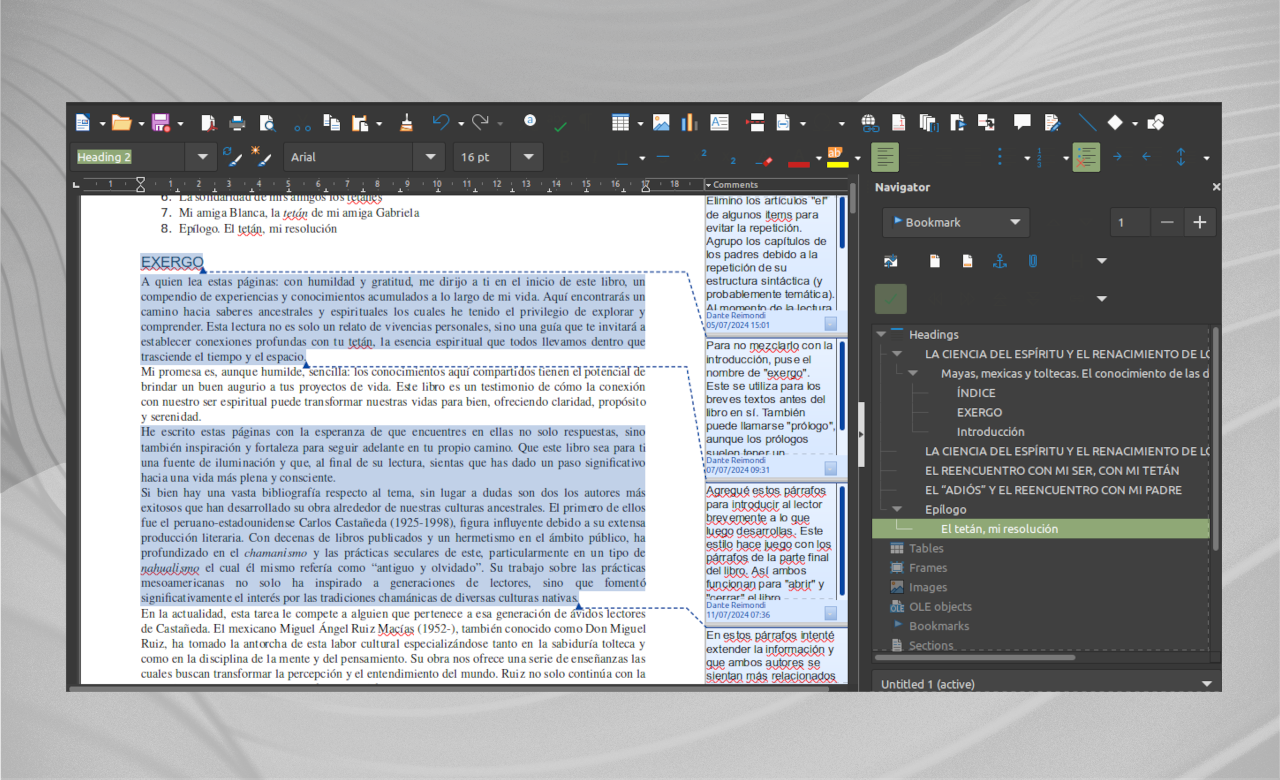 Heading 2
Arial
16 pt
1 1 2 3 4 5 6 7 8 9 10 11 12 13 14 15 16 17 18
Comments
6. La solidaridad de mis amigos los tetanes
7. Mi amiga Blanca, la tetán de mi amiga Gabriela
8. Epílogo. El tetán, mi resolución
EXERGO
A quien lea estas páginas: con humildad y gratitud, me dirijo a ti en el inicio de este libro, un
compendio de experiencias y conocimientos acumulados a lo largo de mi vida. Aquí encontrarás un
camino hacia saberes ancestrales y espirituales los cuales he tenido el privilegio de explorar y
comprender. Esta lectura no es solo un relato de vivencias personales, sino una guía que te invitará a
establecer conexiones profundas con tu tetán, la esencia espiritual que todos llevamos dentro que
trasciende el tiempo y el espacio.
Mi promesa es, aunque humilde, sencilla: los conocimientos aquí compartidos tienen el potencial de
brindar un buen augurio a tus proyectos de vida. Este libro es un testimonio de cómo la conexión
con nuestro ser espiritual puede transformar nuestras vidas para bien, ofreciendo claridad, propósito
y serenidad.
He escrito estas páginas con la esperanza de que encuentres en ellas no solo respuestas, sino
también inspiración y fortaleza para seguir adelante en tu propio camino. Que este libro sea para ti
una fuente de iluminación y que, al final de su lectura, sientas que has dado un paso significativo
hacia una vida más plena y consciente.
Si bien hay una vasta bibliografía respecto al tema, sin lugar a dudas son dos los autores más
exitosos que han desarrollado su obra alrededor de nuestras culturas ancestrales. El primero de ellos
fue el peruano-estadounidense Carlos Castañeda (1925-1998), figura influyente debido a su extensa
producción literaria. Con decenas de libros publicados y un hermetismo en el ámbito público, ha
profundizado en el chamanismo y las prácticas seculares de este, particularmente en un tipo de
nahualismo el cual él mismo refería como “antiguo y olvidado”. Su trabajo sobre las prácticas
mesoamericanas no solo ha inspirado a generaciones de lectores, sino que fomentó
significativamente el interés por las tradiciones chamánicas de diversas culturas nativas.
En la actualidad, esta tarea le compete a alguien que pertenece a esa generación de ávidos lectores
de Castañeda. El mexicano Miguel Ángel Ruiz Macías (1952-), también conocido como Don Miguel
Ruiz, ha tomado la antorcha de esta labor cultural especializándose tanto en la sabiduría tolteca y
como en la disciplina de la mente y del pensamiento. Su obra nos ofrece una serie de enseñanzas las
cuales buscan transformar la percepción y el entendimiento del mundo. Ruiz no solo continúa con la
Elimino los artículos "el"
de algunos items para
evitar la repetición.
Agrupo los capítulos de
los padres debido a la
repetición de su
estructura sintáctica (y
probablemente temática).
Al momento de la lectura
Dante Reimondi
05/07/2024 15:01
Para no mezclarlo con la
introducción, puse el
nombre de "exergo".
Este se utiliza para los
breves textos antes del
libro en sí. También
puede llamarse "prólogo",
aunque los prólogos
suelen tener un
Dante Reimondi
07/07/2024 09:31
Agregué estos párrafos
para introducir al lector
brevemente a lo que
luego desarrollas. Este
estilo hace juego con los
párrafos de la parte final
del libro. Así ambos
funcionan para "abrir" y
"cerrar" el libro
Dante Reimondi
11/07/2024 07:36
En estos párrafos intenté
extender la información y
que ambos autores se
sientan más relacionados
Navigator
Bookmark
1
Headings
LA CIENCIA DEL ESPÍRITU Y EL RENACIMIENTO DE LO
Mayas, mexicas y toltecas. El conocimiento de las d
ÍNDICE
EXERGO
Introducción
LA CIENCIA DEL ESPÍRITU Y EL RENACIMIENTO DE LO
EL REENCUENTRO CON MI SER, CON MI TETÁN
EL “ADIÓS” Y EL REENCUENTRO CON MI PADRE
Epílogo
El tetán, mi resolución
Tables
Frames
Images
OLE objects
Bookmarks
Sections
Untitled 1 (active)